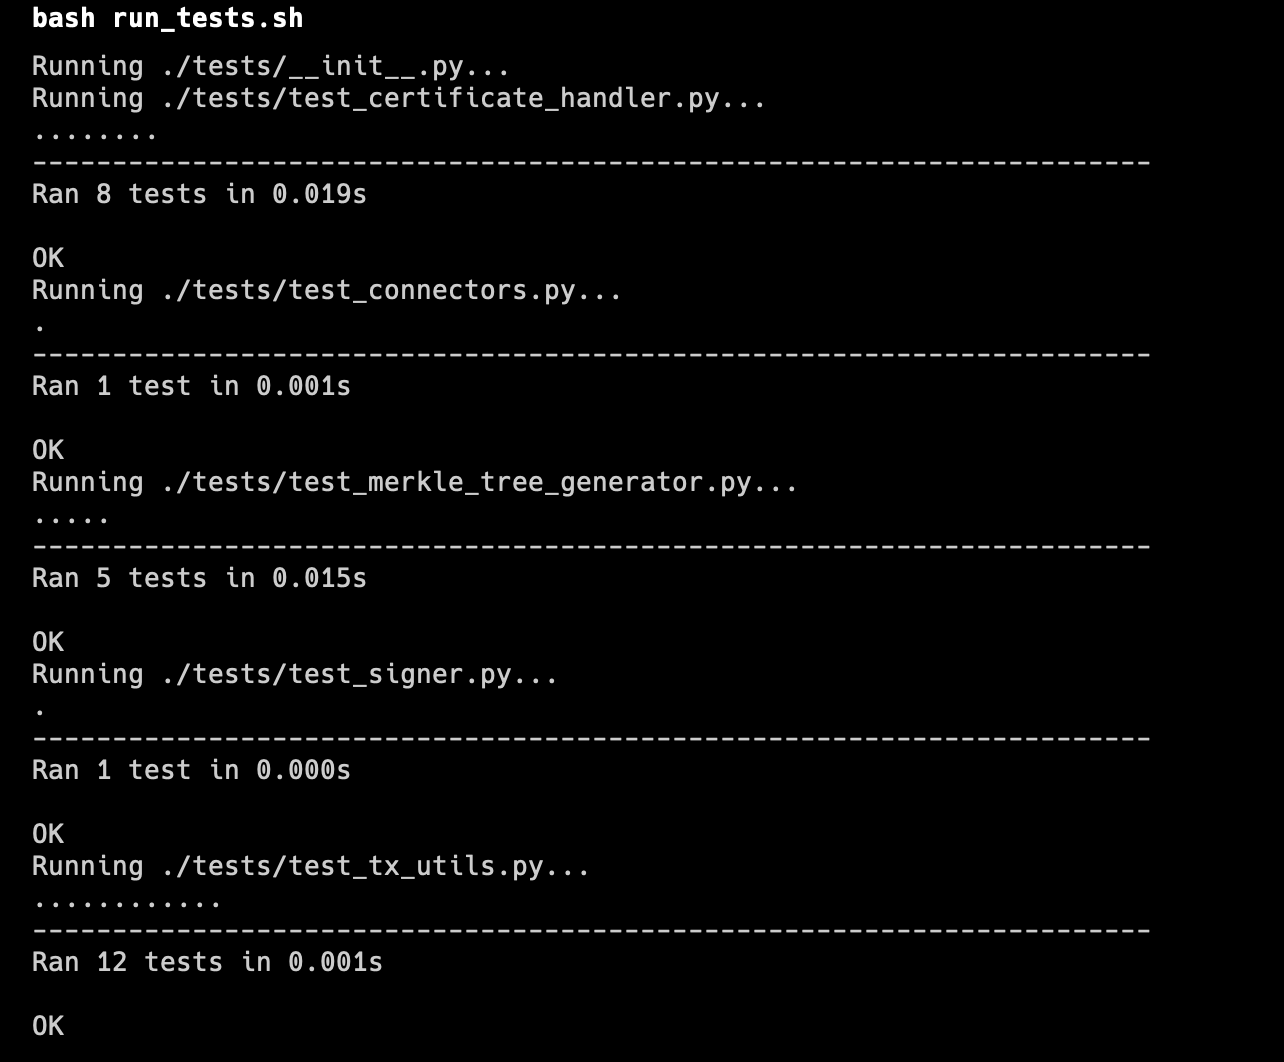 bash run_tests.sh
Running ./tests/__init__.py...
Running ./tests/test_certificate_handler.py...
........
----------------------------------------------------------------------
Ran 8 tests in 0.019s
OK
Running ./tests/test_connectors.py...
.
----------------------------------------------------------------------
Ran 1 test in 0.001s
OK
Running ./tests/test_merkle_tree_generator.py...
.....
----------------------------------------------------------------------
Ran 5 tests in 0.015s
OK
Running ./tests/test_signer.py...
.
----------------------------------------------------------------------
Ran 1 test in 0.000s
OK
Running ./tests/test_tx_utils.py...
............
----------------------------------------------------------------------
Ran 12 tests in 0.001s
OK